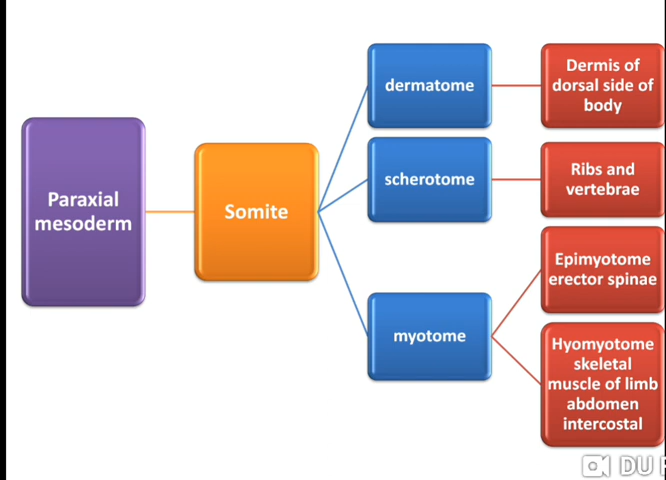 Paraxial
mesoderm
Somite
dermatome
Dermis of
dorsal side of
body
scherotome
Ribs and
vertebrae
myotome
Epimyotome
erector spinae
Hyomyotome
skeletal
muscle of limb
abdomen
intercostal
DU